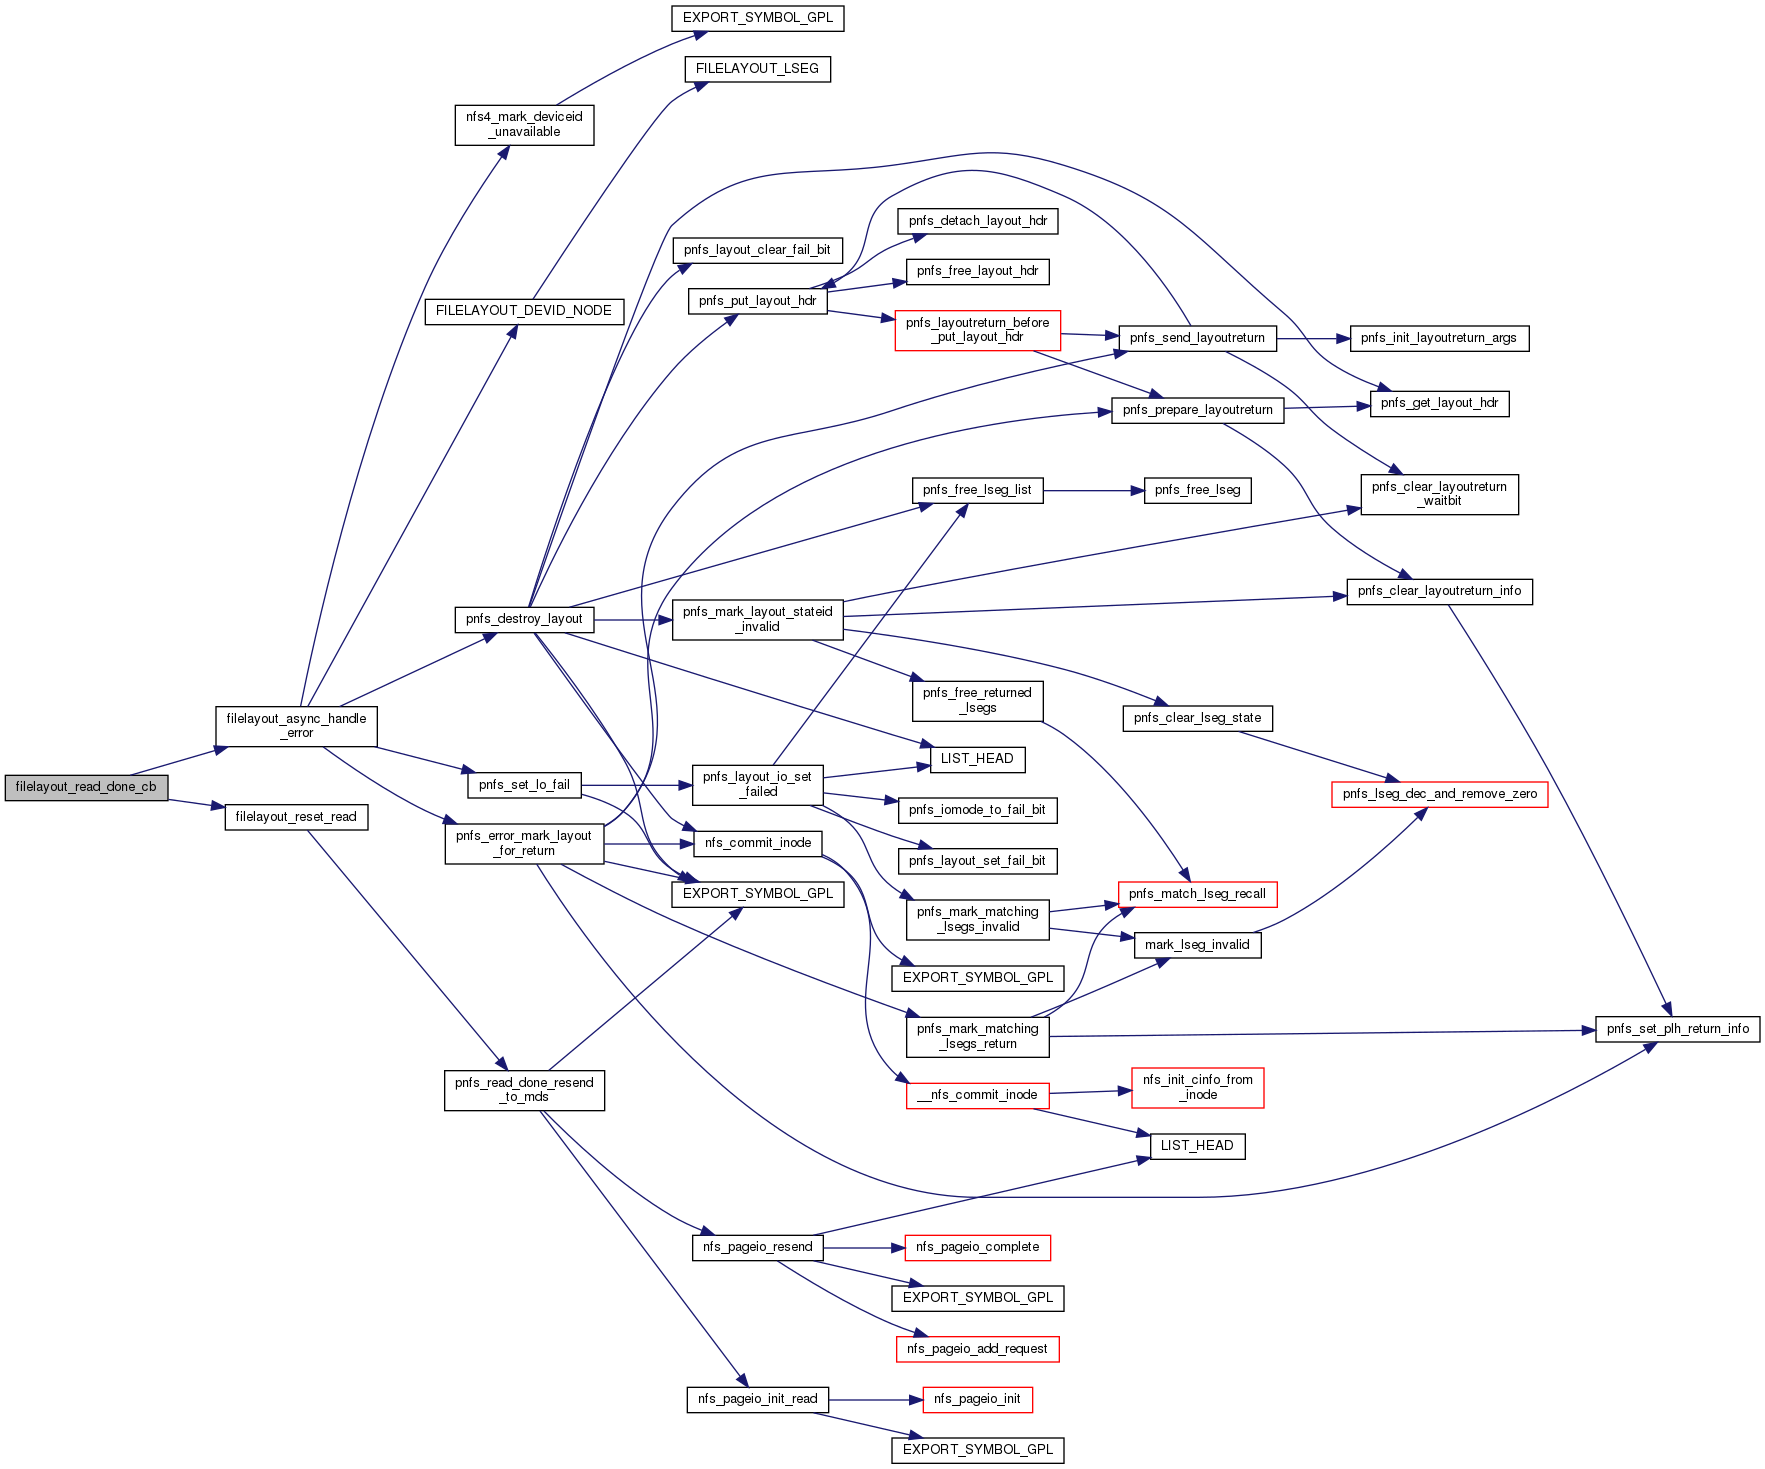 EXPORT_SYMBOL_GPL
FILELAYOUT_LSEG
nfs4_mark_deviceid
_unavailable
pnfs_detach_layout_hdr
pnfs_layout_clear_fail_bit
pnfs_free_layout_hdr
pnfs_put_layout_hdr
FILELAYOUT_DEVID_NODE
pnfs_layoutreturn_before
_put_layout_hdr
pnfs_send_layoutreturn
pnfs_init_layoutreturn_args
pnfs_get_layout_hdr
pnfs_prepare_layoutreturn
pnfs_free_lseg_list
pnfs_free_lseg
pnfs_clear_layoutreturn
_waitbit
pnfs_clear_layoutreturn_info
pnfs_destroy_layout
pnfs_mark_layout_stateid
_invalid
pnfs_free_returned
_lsegs
pnfs_clear_lseg_state
filelayout_async_handle
_error
LIST_HEAD
filelayout_read_done_cb
pnfs_set_lo_fail
pnfs_layout_io_set
_failed
pnfs_lseg_dec_and_remove_zero
pnfs_iomode_to_fail_bit
filelayout_reset_read
pnfs_error_mark_layout
_for_return
nfs_commit_inode
pnfs_layout_set_fail_bit
EXPORT_SYMBOL_GPL
pnfs_match_lseg_recall
pnfs_mark_matching
_lsegs_invalid
mark_lseg_invalid
EXPORT_SYMBOL_GPL
pnfs_mark_matching
_lsegs_return
pnfs_set_plh_return_info
pnfs_read_done_resend
_to_mds
__nfs_commit_inode
nfs_init_cinfo_from
_inode
LIST_HEAD
nfs_pageio_resend
nfs_pageio_complete
EXPORT_SYMBOL_GPL
nfs_pageio_add_request
nfs_pageio_init_read
nfs_pageio_init
EXPORT_SYMBOL_GPL